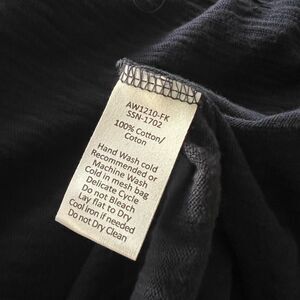 AW1210-FK
SSN-1702
100% Cotton/
Coton
Hand Wash cold
Recommended or
Machine Wash
Cold in mesh bag
Delicate Cycle
Do not Bleach
Lay flat to Dry
Cool iron if needed
Do not Dry Clean